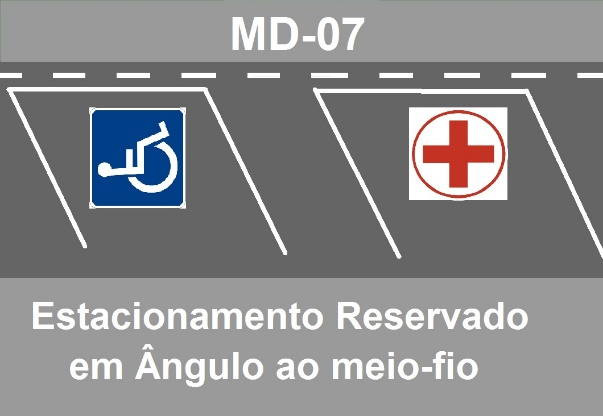 MD-07
Estacionamento Reservado
em Ângulo ao meio-fio